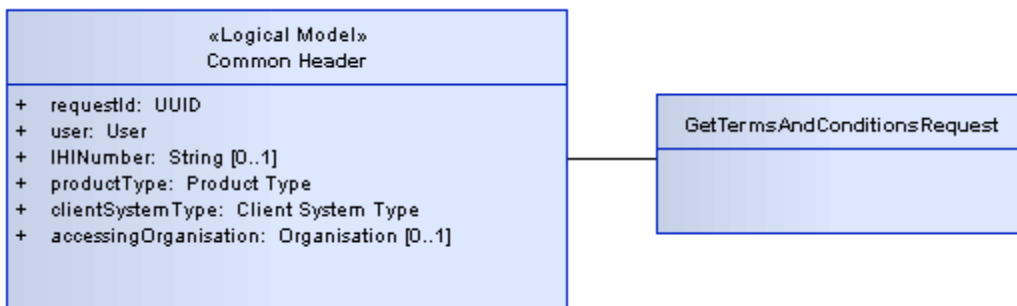 «Logical Model»
Common Header
+ requestId: UUID
+ user: User
+ IHINumber: String [0..1]
+ productType: Product Type
+ clientSystemType: Client System Type
+ accessingOrganisation: Organisation [0..1]
GetTermsAndConditionsRequest